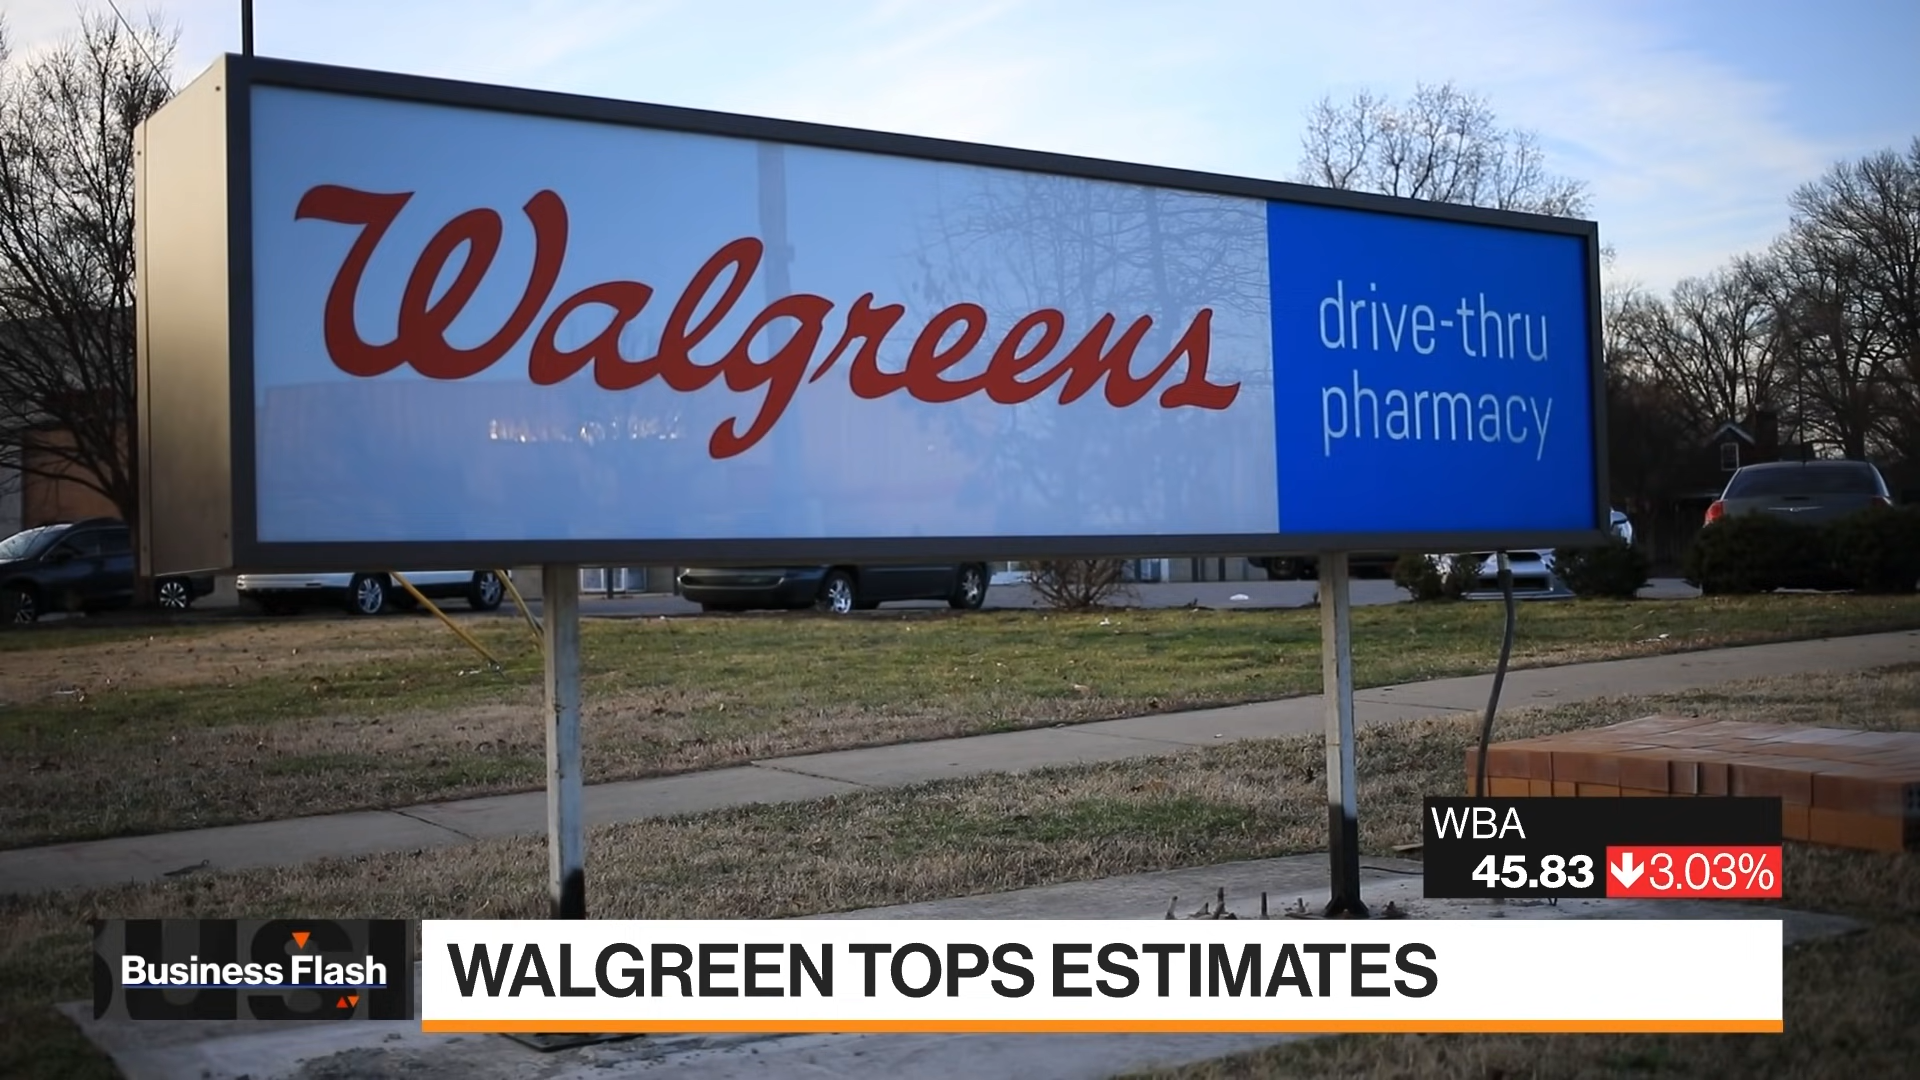 Walgreens
drive-thru
pharmacy
WBA
45.83 ↓3.03%
Business Flash
WALGREEN TOPS ESTIMATES